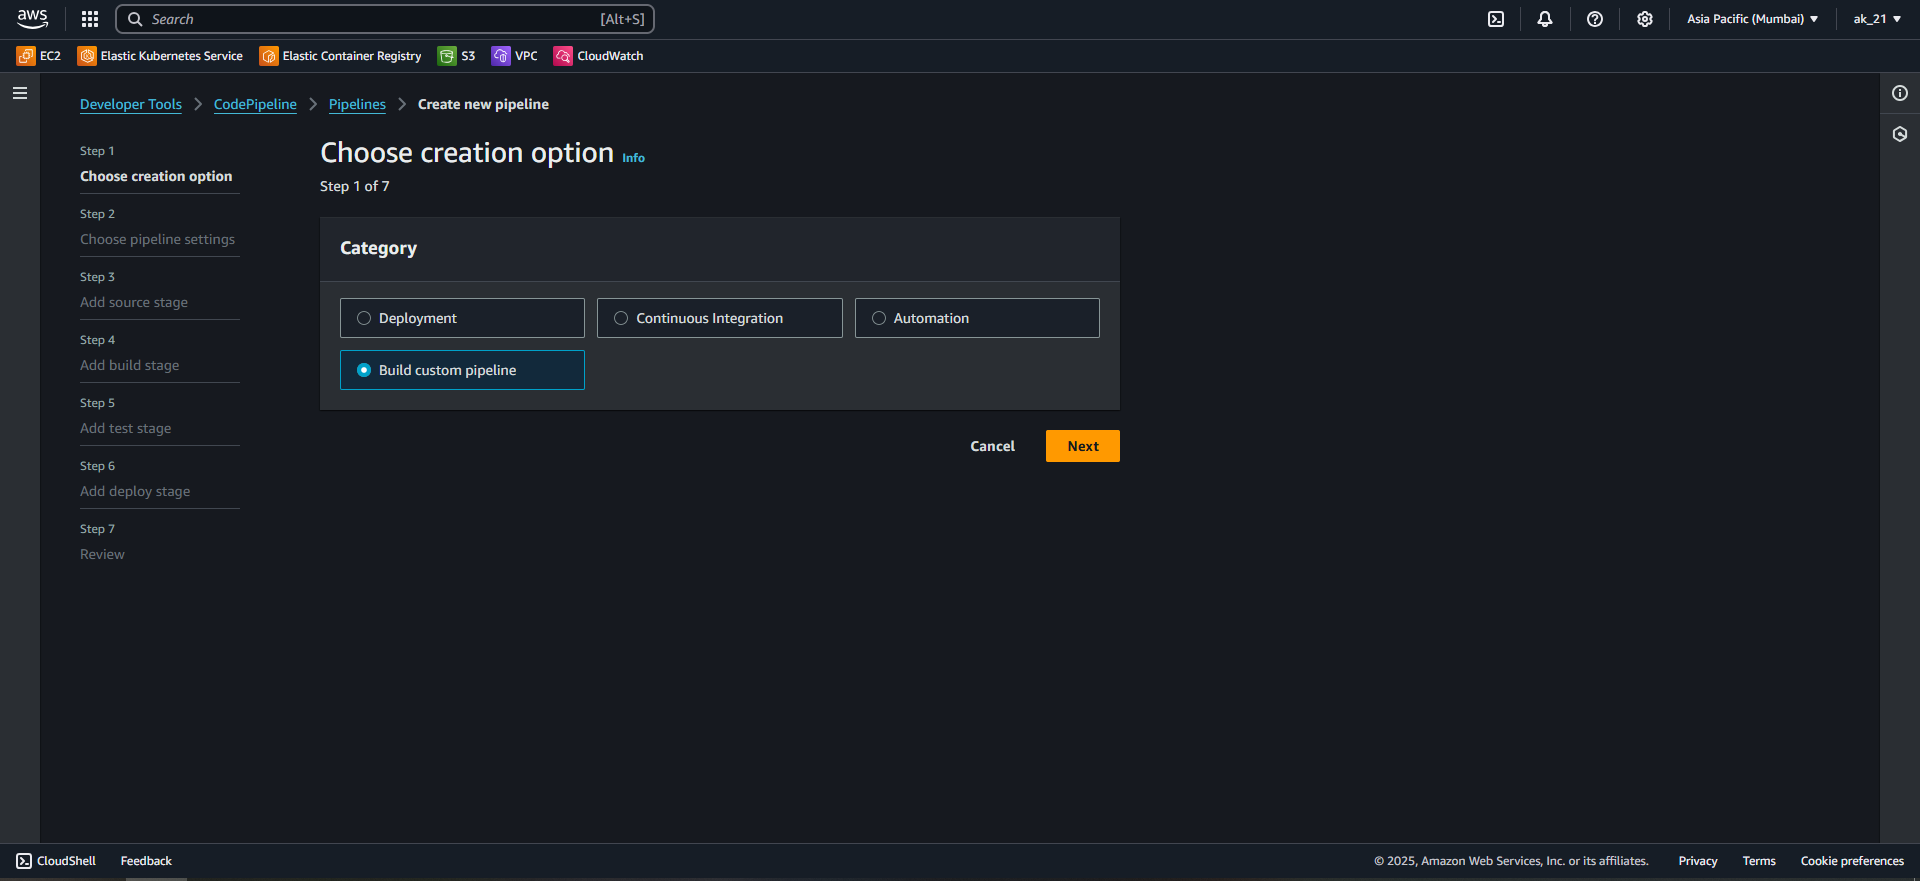 aws
Search [Alt+S]
Asia Pacific (Mumbai) ak_21
EC2 Elastic Kubernetes Service Elastic Container Registry S3 VPC CloudWatch
Developer Tools CodePipeline Pipelines Create new pipeline
Step 1
Choose creation option
Step 2
Choose pipeline settings
Step 3
Add source stage
Step 4
Add build stage
Step 5
Add test stage
Step 6
Add deploy stage
Step 7
Review
Choose creation option Info
Step 1 of 7
Category
Deployment Continuous Integration Automation
Build custom pipeline
Cancel Next
CloudShell Feedback © 2025, Amazon Web Services, Inc. or its affiliates. Privacy Terms Cookie preferences